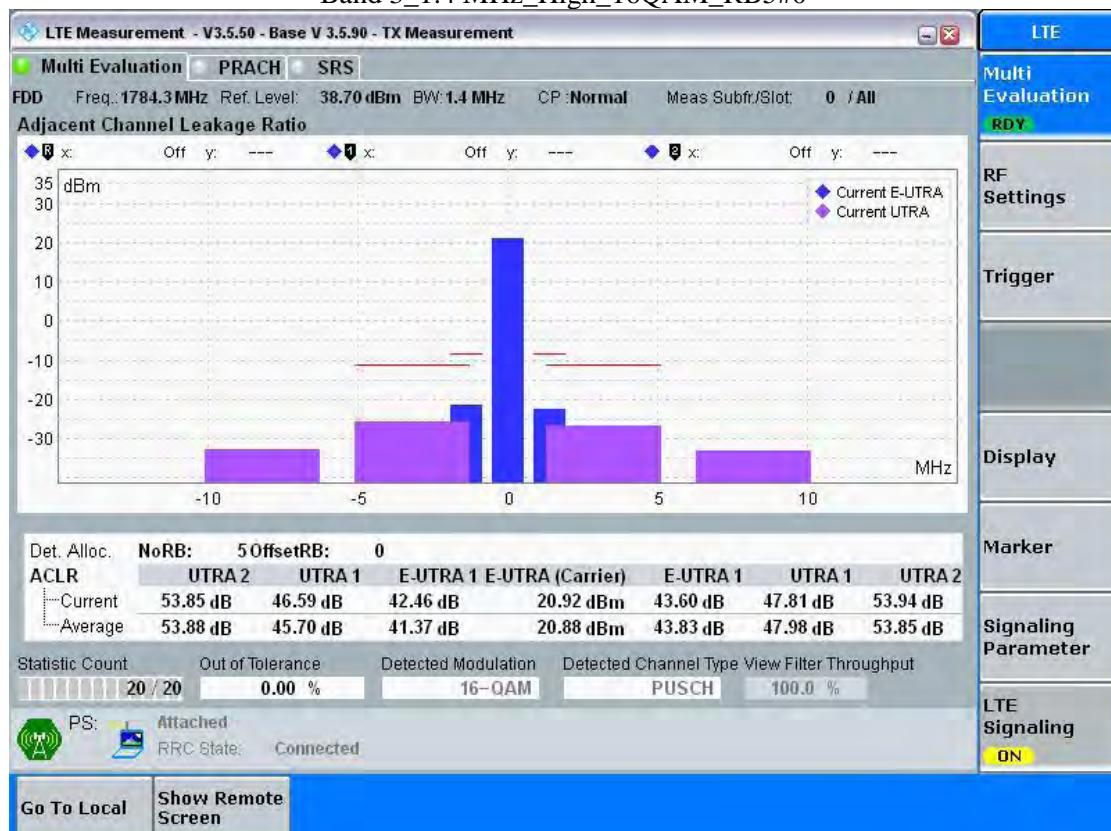 LTE Measurement - V3.5.50 - Base V 3.5.90 - TX Measurement
LTE
Multi Evaluation PRACH SRS
Multi
Evaluation
RDY
FDD Freq.: 1784.3 MHz Ref. Level: 38.70 dBm BW: 1.4 MHz CP :Normal Meas Subfr./Slot: 0 / All
Adjacent Channel Leakage Ratio
R x: Off y: --- 1 x: Off y: --- 2 x: Off y: ---
35 dBm
30
20
10
0
-10
-20
-30
Current E-UTRA
Current UTRA
MHz
-10 -5 0 5 10
RF
Settings
Trigger
Display
Marker
Signaling
Parameter
LTE
Signaling
ON
Det. Alloc. NoRB: 5 OffsetRB: 0
ACLR UTRA 2 UTRA 1 E-UTRA 1 E-UTRA (Carrier) E-UTRA 1 UTRA 1 UTRA 2
Current 53.85 dB 46.59 dB 42.46 dB 20.92 dBm 43.60 dB 47.81 dB 53.94 dB
Average 53.88 dB 45.70 dB 41.37 dB 20.88 dBm 43.83 dB 47.98 dB 53.85 dB
Statistic Count Out of Tolerance Detected Modulation Detected Channel Type View Filter Throughput
20 / 20 0.00 % 16-QAM PUSCH 100.0 %
PS: Attached
RRC State: Connected
Go To Local
Show Remote
Screen